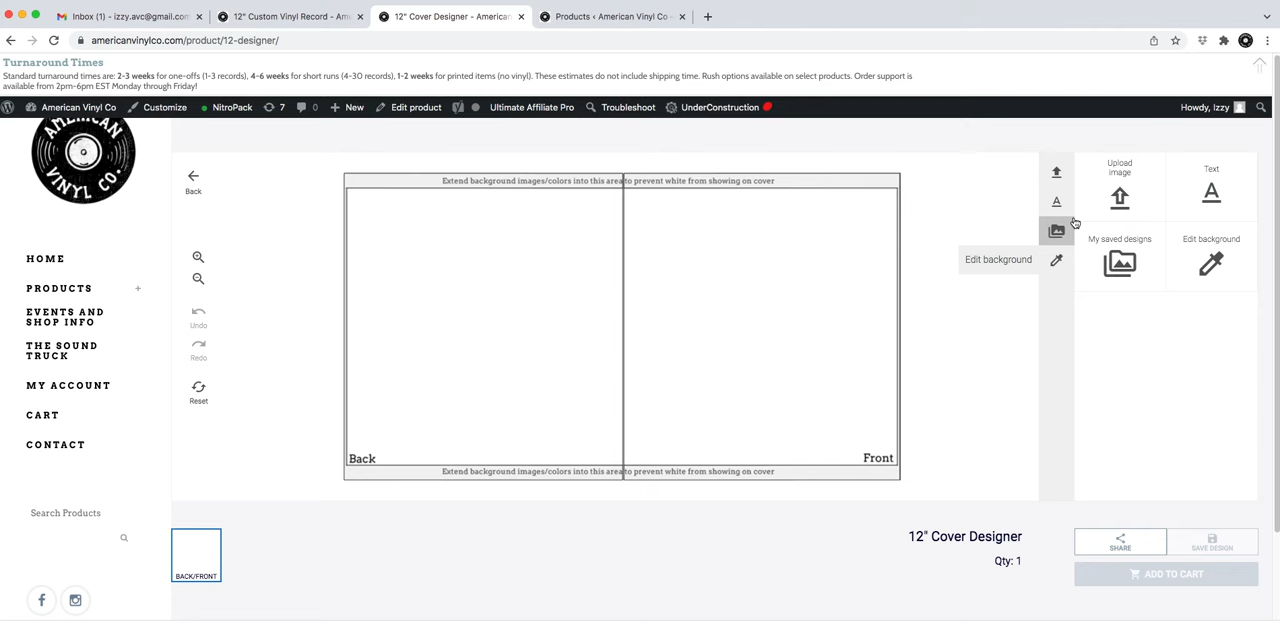 Inbox (1) - izzy.avc@gmail.com
12" Custom Vinyl Record - Ame
12" Cover Designer - American
Products ‹ American Vinyl Co —
americanvinylco.com/product/12-designer/
Turnaround Times
Standard turnaround times are: 2-3 weeks for one-offs (1-3 records), 4-6 weeks for short runs (4-30 records), 1-2 weeks for printed items (no vinyl). These estimates do not include shipping time. Rush options available on select products. Order support is
available from 2pm-6pm EST Monday through Friday!
American Vinyl Co
Customize
NitroPack
7
0
New
Edit product
Ultimate Affiliate Pro
Troubleshoot
UnderConstruction
Howdy, Izzy
AMERICAN
VINYL CO.
HOME
PRODUCTS +
EVENTS AND
SHOP INFO
THE SOUND
TRUCK
MY ACCOUNT
CART
CONTACT
Search Products
Back
Undo
Redo
Reset
Extend background images/colors into this area to prevent white from showing on cover
Back
Front
Extend background images/colors into this area to prevent white from showing on cover
Edit background
Upload
image
Text
My saved designs
Edit background
BACK/FRONT
12" Cover Designer
Qty: 1
SHARE
SAVE DESIGN
ADD TO CART